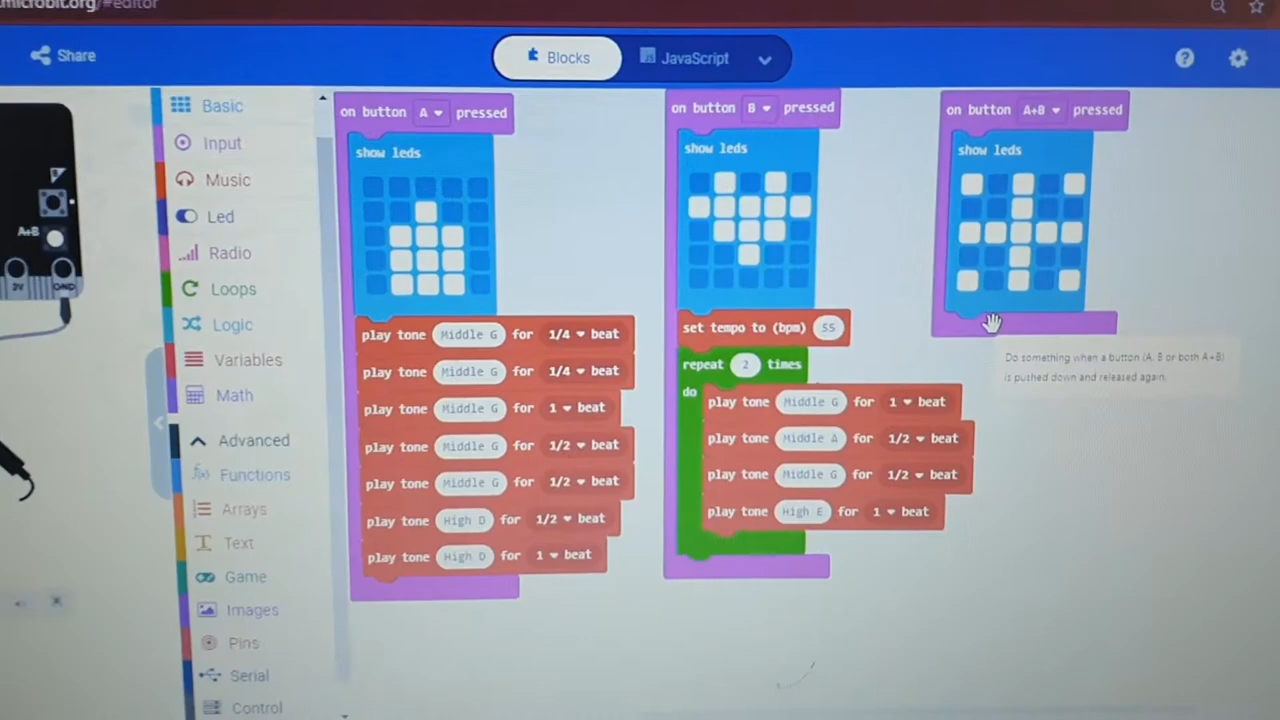 microbit.org/#editor
Share
Blocks
JavaScript
?
Basic
Input
Music
Led
Radio
Loops
Logic
Variables
Math
Advanced
Functions
Arrays
Text
Game
Images
Pins
Serial
Control
B
A+B
3V
GND
on button A pressed
show leds
play tone Middle G for 1/4 beat
play tone Middle G for 1/4 beat
play tone Middle G for 1 beat
play tone Middle G for 1/2 beat
play tone Middle G for 1/2 beat
play tone High D for 1/2 beat
play tone High D for 1 beat
on button B pressed
show leds
set tempo to (bpm) 55
repeat 2 times
do
play tone Middle G for 1 beat
play tone Middle A for 1/2 beat
play tone Middle G for 1/2 beat
play tone High E for 1 beat
on button A+B pressed
show leds
Do something when a button (A, B or both A+B)
is pushed down and released again.